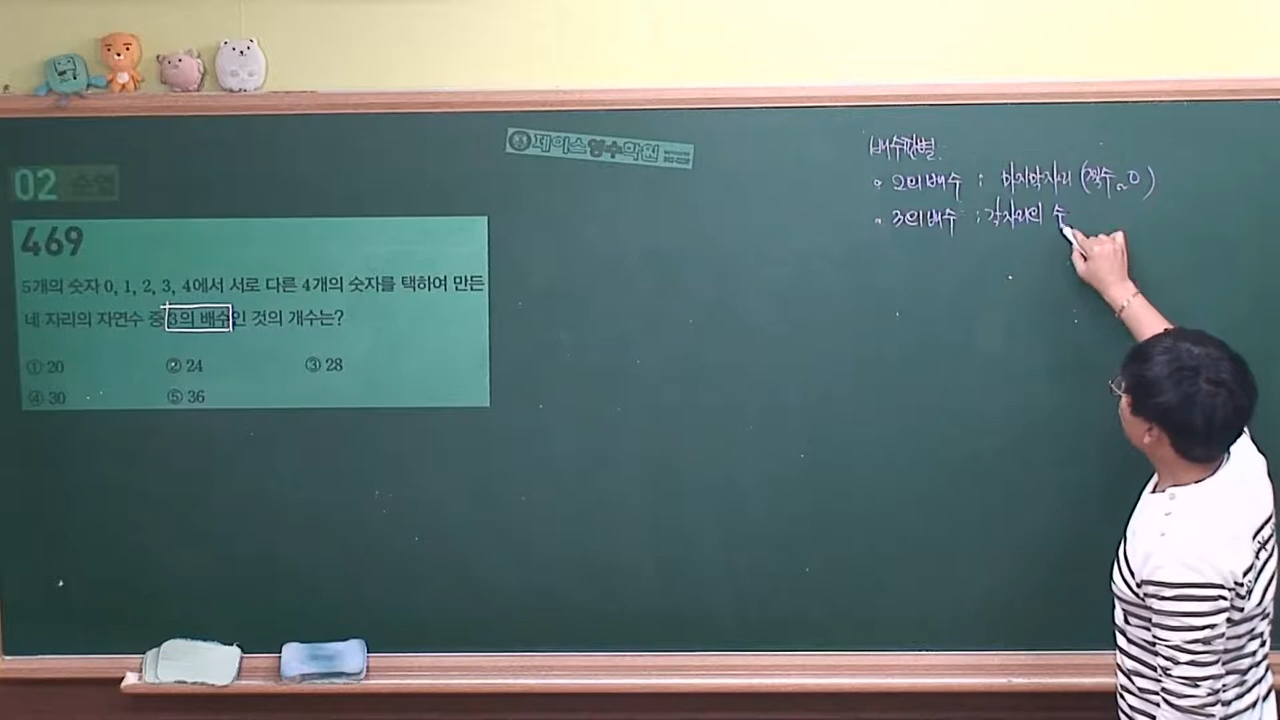 제이스영수학원
02 순열
469
5개의 숫자 0, 1, 2, 3, 4에서 서로 다른 4개의 숫자를 택하여 만든
네 자리의 자연수 중 3의 배수인 것의 개수는?
① 20 ② 24 ③ 28
④ 30 ⑤ 36
배수판별.
• 2의 배수 ; 마지막자리 (짝수 0)
• 3의 배수 ; 각자리의 수